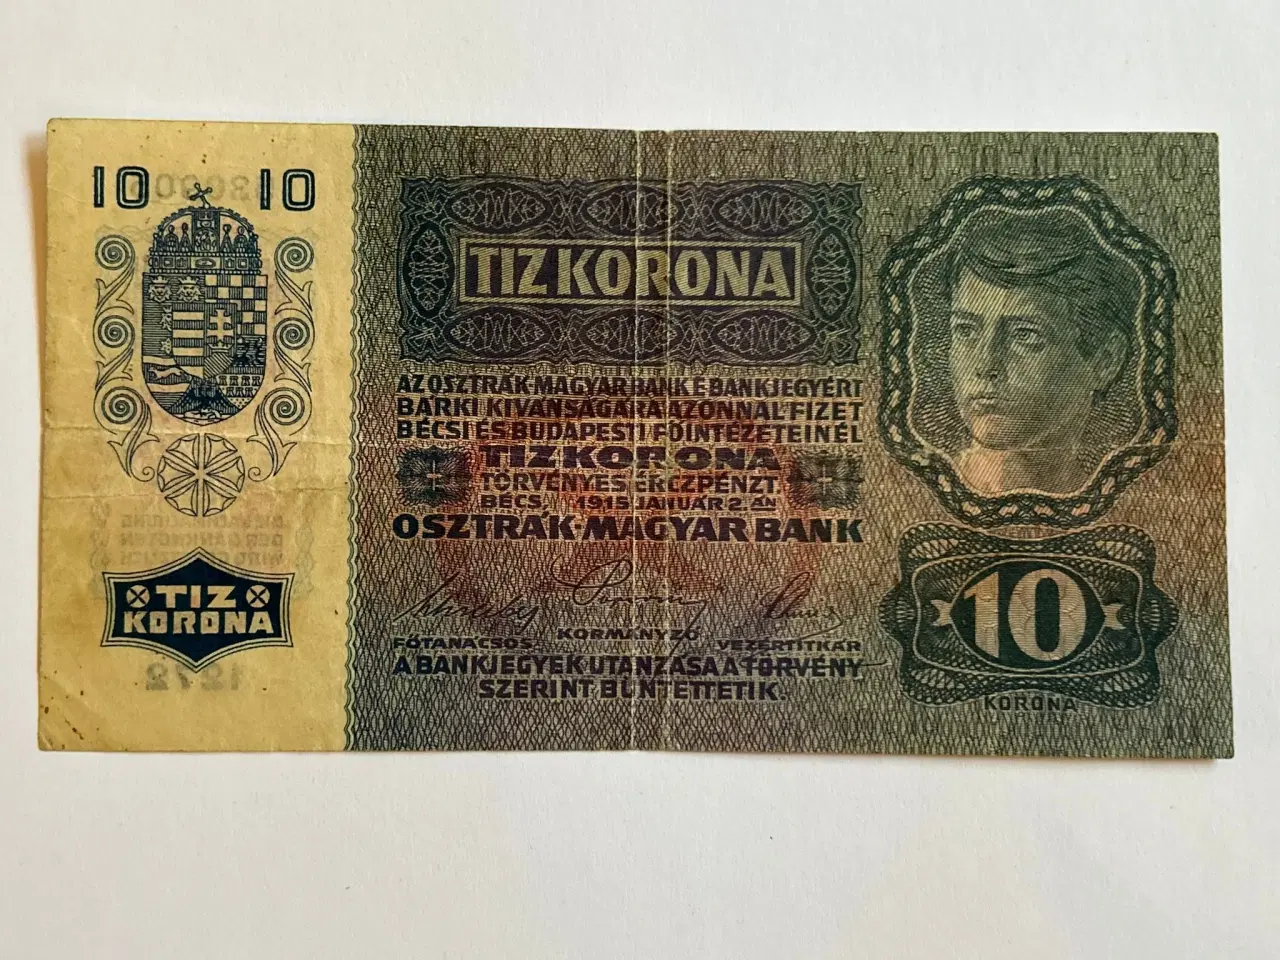 10 10
TIZ KORONA
AZ OSZTRÁK-MAGYAR BANK E BANKJEGYÉRT
BÁRKI KIVÁNSÁGÁRA AZONNAL FIZET
BÉCSI ÉS BUDAPESTI FŐINTÉZETEINÉL
TIZ KORONA
TÖRVÉNYES ÉRCZPÉNZT
BÉCS, 1915 JANUÁR 2.ÁN
OSZTRÁK-MAGYAR BANK
FŐTANÁCSOS KORMÁNYZÓ VEZÉRTITKÁR
A BANKJEGYEK UTÁNZÁSA A TÖRVÉNY
SZERINT BÜNTETTETIK.
TIZ
KORONA
10
KORONA